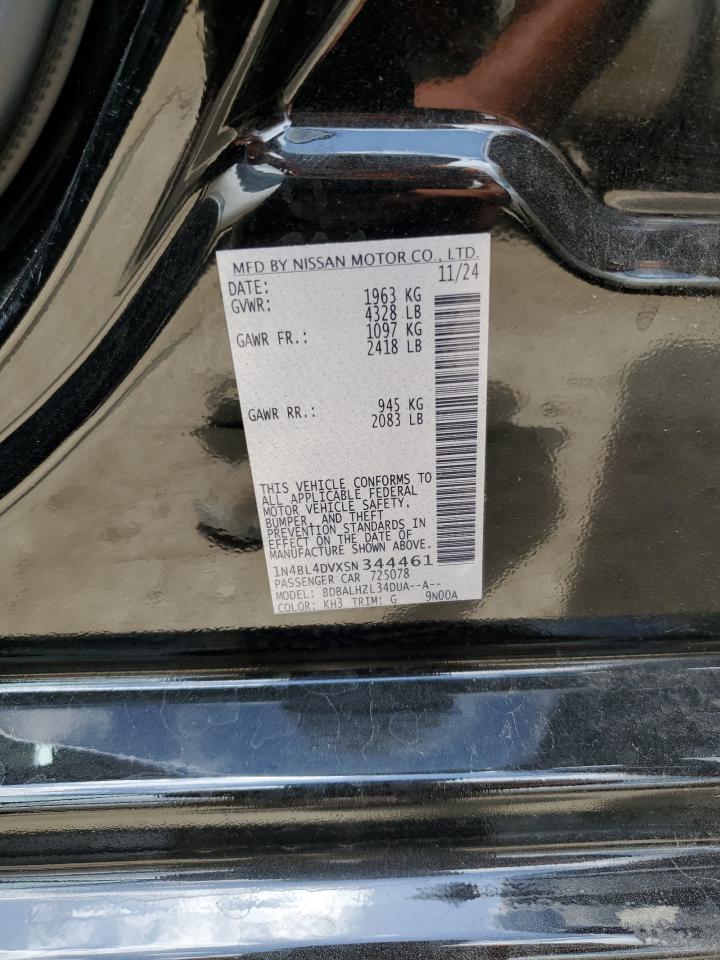 MFD BY NISSAN MOTOR CO., LTD.
DATE: 11/24
GVWR: 1963 KG
4328 LB
GAWR FR.: 1097 KG
2418 LB
GAWR RR.: 945 KG
2083 LB
THIS VEHICLE CONFORMS TO
ALL APPLICABLE FEDERAL
MOTOR VEHICLE SAFETY,
BUMPER, AND THEFT
PREVENTION STANDARDS IN
EFFECT ON THE DATE OF
MANUFACTURE SHOWN ABOVE.
1N4BL4DVXSN344461
PASSENGER CAR 725078
MODEL: BDBALHZL34DUA--A--
COLOR: KH3 TRIM: G 9N00A